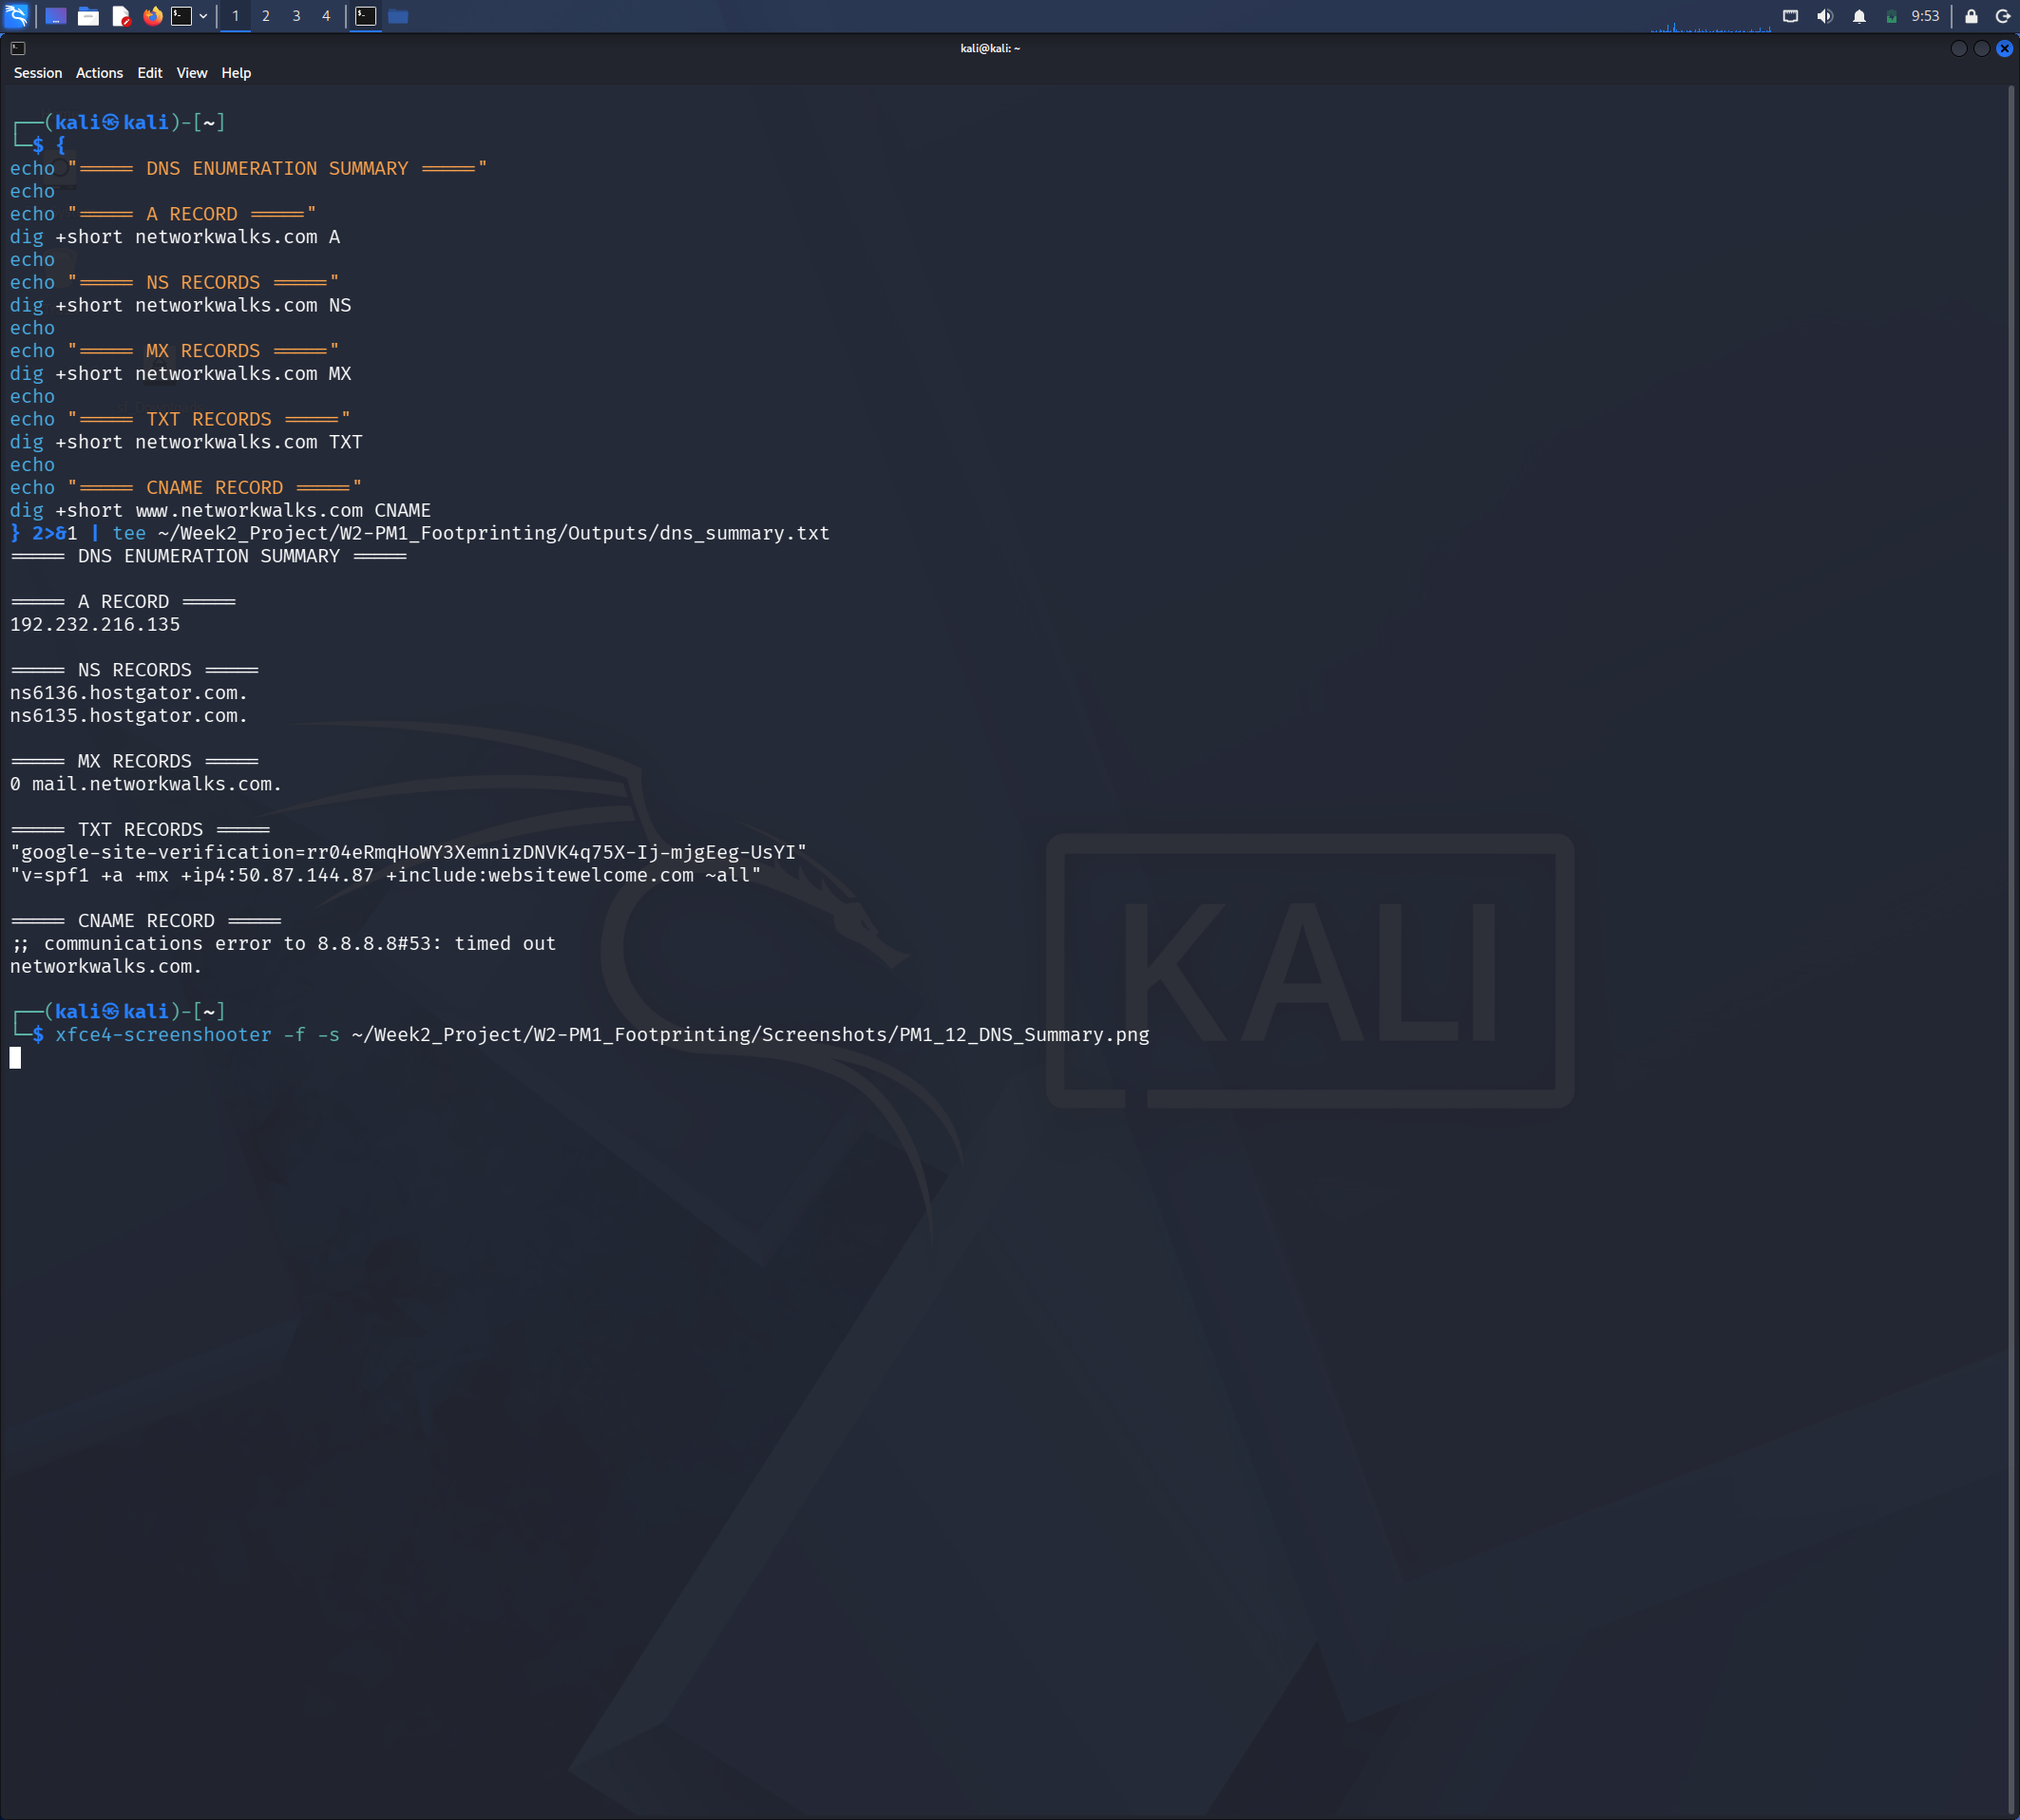 1 2 3 4
9:53
kali@kali: ~
Session Actions Edit View Help
┌──(kali㉿kali)-[~]
└─$ {
echo "===== DNS ENUMERATION SUMMARY ====="
echo
echo "===== A RECORD ====="
dig +short networkwalks.com A
echo
echo "===== NS RECORDS ====="
dig +short networkwalks.com NS
echo
echo "===== MX RECORDS ====="
dig +short networkwalks.com MX
echo
echo "===== TXT RECORDS ====="
dig +short networkwalks.com TXT
echo
echo "===== CNAME RECORD ====="
dig +short www.networkwalks.com CNAME
} 2>&1 | tee ~/Week2_Project/W2-PM1_Footprinting/Outputs/dns_summary.txt
===== DNS ENUMERATION SUMMARY =====
===== A RECORD =====
192.232.216.135
===== NS RECORDS =====
ns6136.hostgator.com.
ns6135.hostgator.com.
===== MX RECORDS =====
0 mail.networkwalks.com.
===== TXT RECORDS =====
"google-site-verification=rr04eRmqHoWY3XemnizDNVK4q75X-Ij-mjgEeg-UsYI"
"v=spf1 +a +mx +ip4:50.87.144.87 +include:websitewelcome.com ~all"
===== CNAME RECORD =====
;; communications error to 8.8.8.8#53: timed out
networkwalks.com.
┌──(kali㉿kali)-[~]
└─$ xfce4-screenshooter -f -s ~/Week2_Project/W2-PM1_Footprinting/Screenshots/PM1_12_DNS_Summary.png
KALI